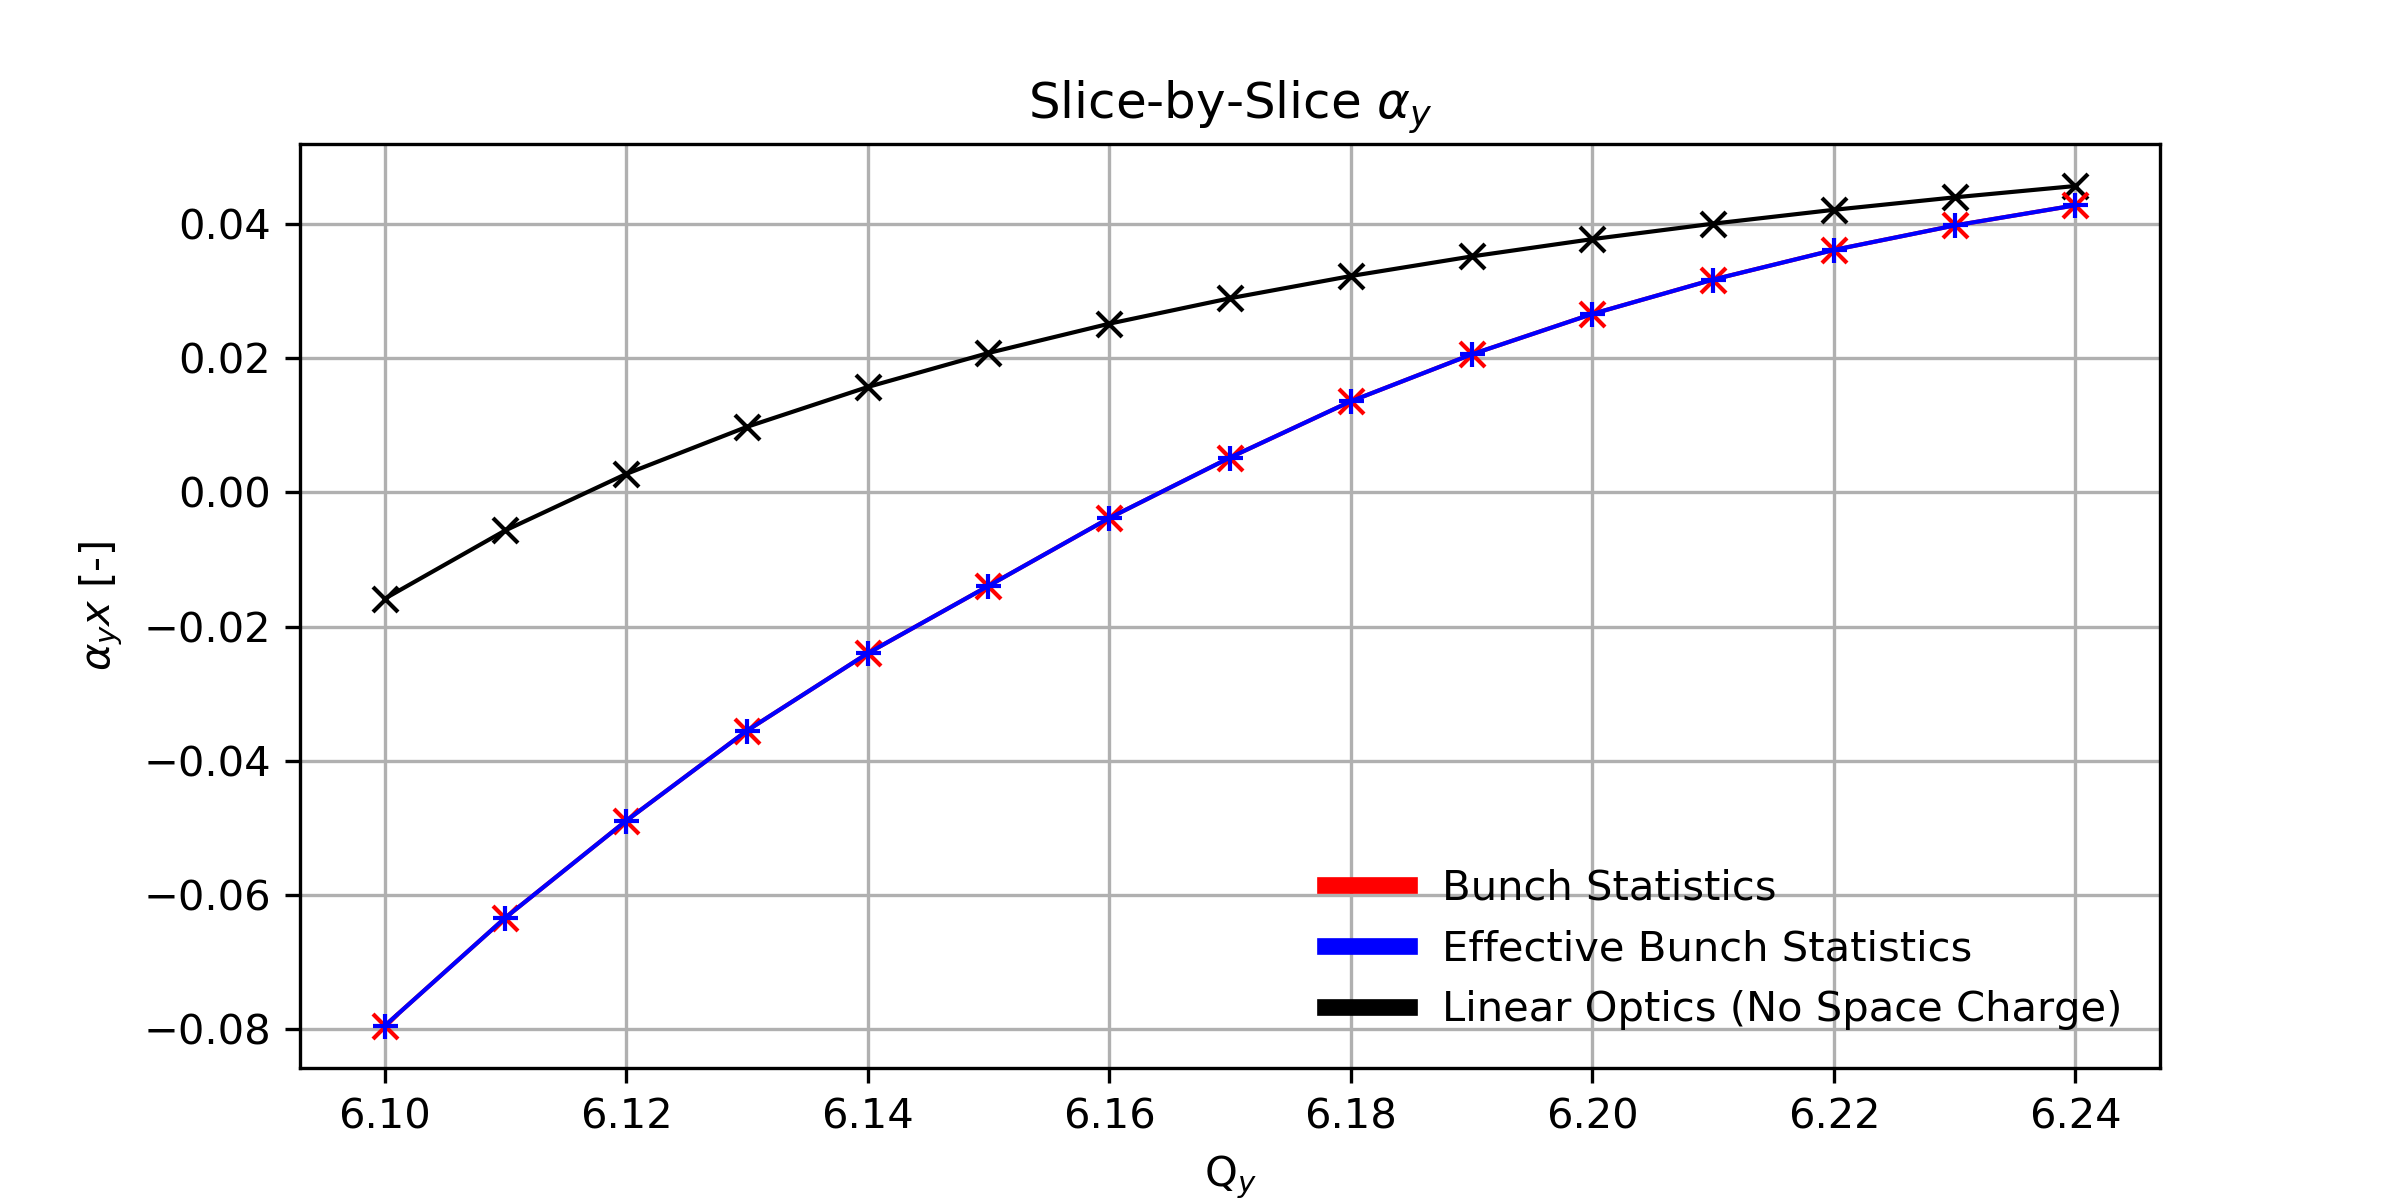 Slice-by-Slice αy
αyx [-]
0.04
0.02
0.00
−0.02
−0.04
−0.06
−0.08
Bunch Statistics
Effective Bunch Statistics
Linear Optics (No Space Charge)
6.10 6.12 6.14 6.16 6.18 6.20 6.22 6.24
Qy